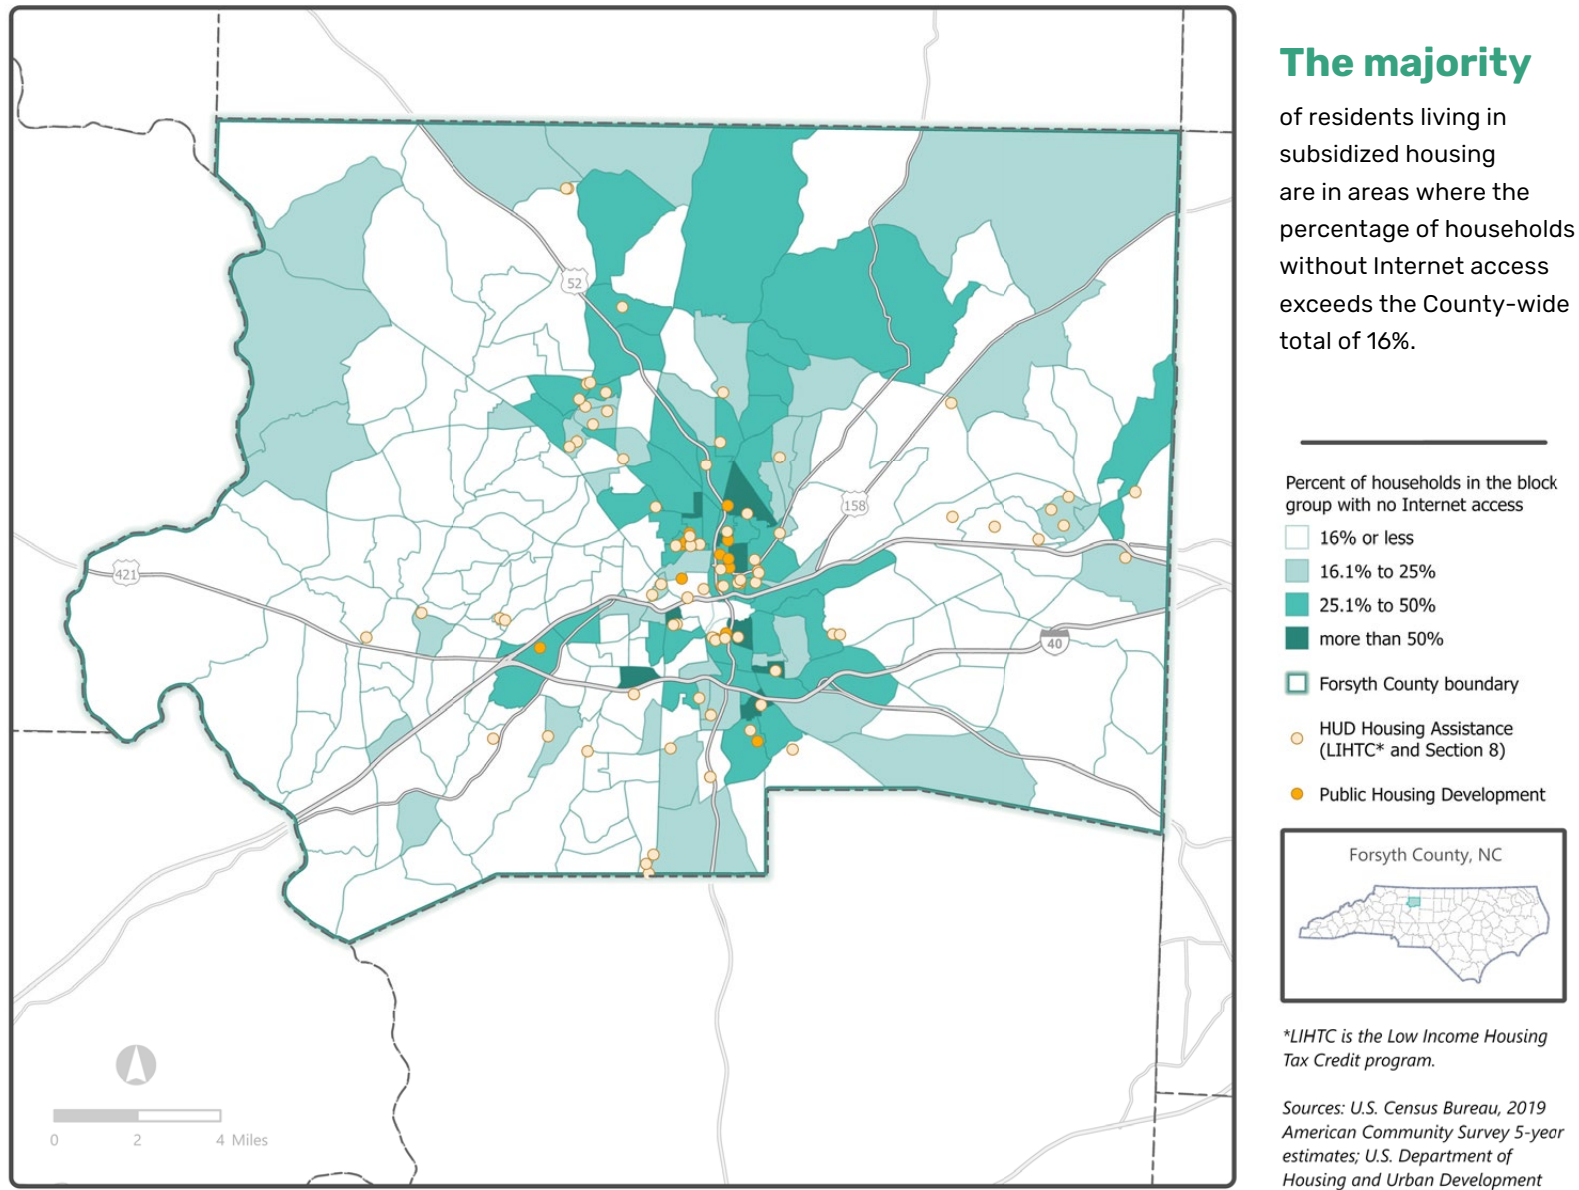 The majority
of residents living in
subsidized housing
are in areas where the
percentage of households
without Internet access
exceeds the County-wide
total of 16%.
52
158
421
40
Percent of households in the block
group with no Internet access
16% or less
16.1% to 25%
25.1% to 50%
more than 50%
Forsyth County boundary
HUD Housing Assistance
(LIHTC* and Section 8)
Public Housing Development
Forsyth County, NC
*LIHTC is the Low Income Housing
Tax Credit program.
Sources: U.S. Census Bureau, 2019
American Community Survey 5-year
estimates; U.S. Department of
Housing and Urban Development
0 2 4 Miles